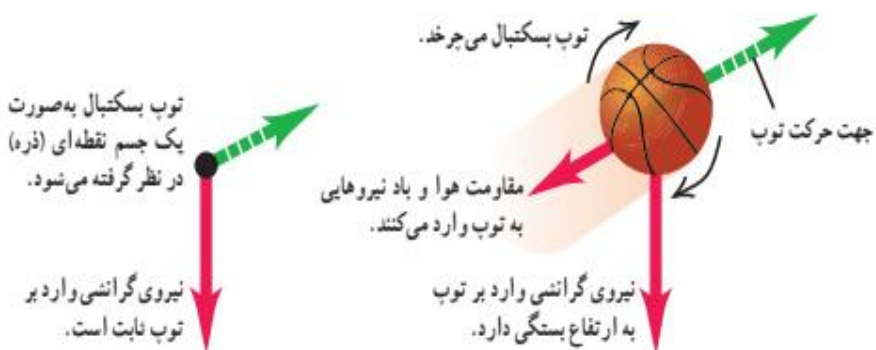 توپ بسکتبال می‌چرخد.
جهت حرکت توپ
مقاومت هوا و باد نیروهایی
به توپ وارد می‌کنند.
نیروی گرانشی وارد بر توپ
به ارتفاع بستگی دارد.
توپ بسکتبال به‌صورت
یک جسم نقطه‌ای (ذره)
در نظر گرفته می‌شود.
نیروی گرانشی وارد بر
توپ ثابت است.